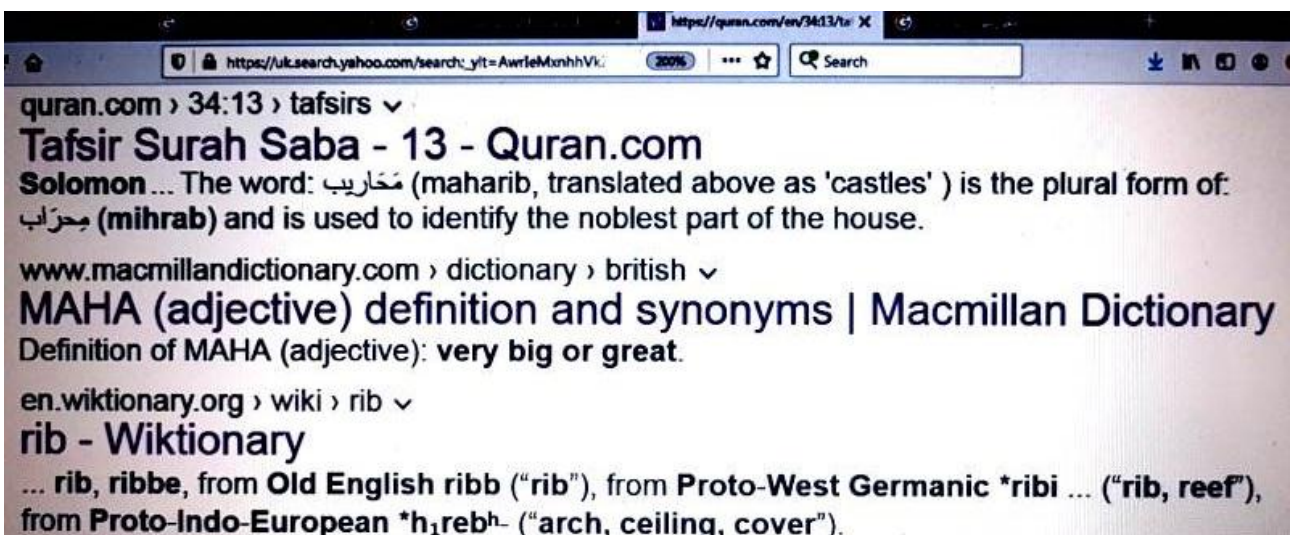 https://quran.com/en/34:13/ta
https://uk.search.yahoo.com/search;_ylt=AwrIeMxnhhVk 200% Search
quran.com › 34:13 › tafsirs
Tafsir Surah Saba - 13 - Quran.com
Solomon ... The word: مَحَاريب (maharib, translated above as 'castles' ) is the plural form of:
مِحرَاب (mihrab) and is used to identify the noblest part of the house.
www.macmillandictionary.com › dictionary › british
MAHA (adjective) definition and synonyms | Macmillan Dictionary
Definition of MAHA (adjective): very big or great.
en.wiktionary.org › wiki › rib
rib - Wiktionary
... rib, ribbe, from Old English ribb (“rib”), from Proto-West Germanic *ribi ... (“rib, reef”),
from Proto-Indo-European *h₁rebʰ- (“arch, ceiling, cover”).